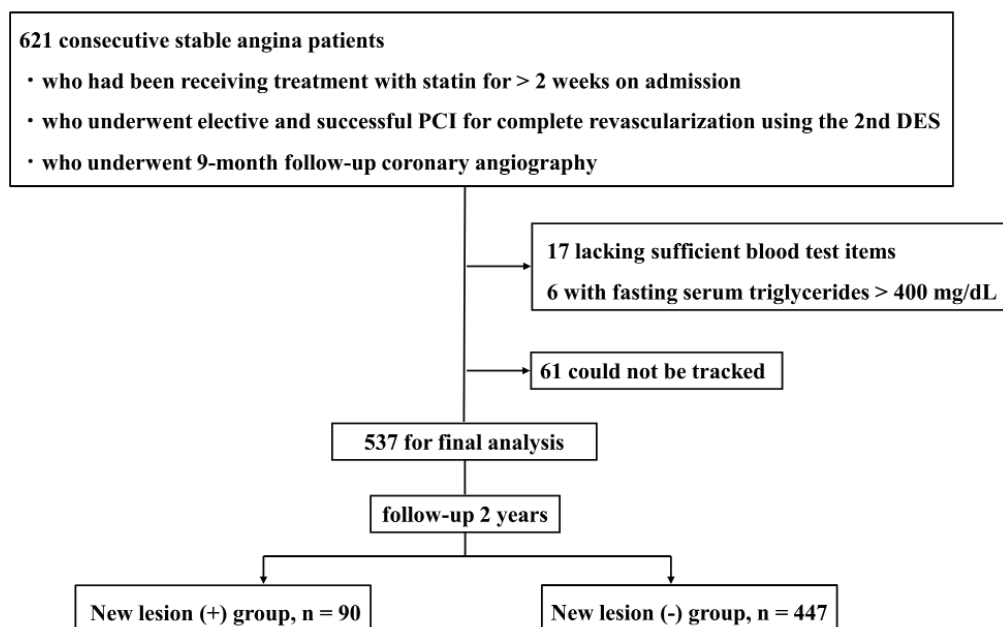 621 consecutive stable angina patients
・who had been receiving treatment with statin for > 2 weeks on admission
・who underwent elective and successful PCI for complete revascularization using the 2nd DES
・who underwent 9-month follow-up coronary angiography
17 lacking sufficient blood test items
6 with fasting serum triglycerides > 400 mg/dL
61 could not be tracked
537 for final analysis
follow-up 2 years
New lesion (+) group, n = 90
New lesion (-) group, n = 447